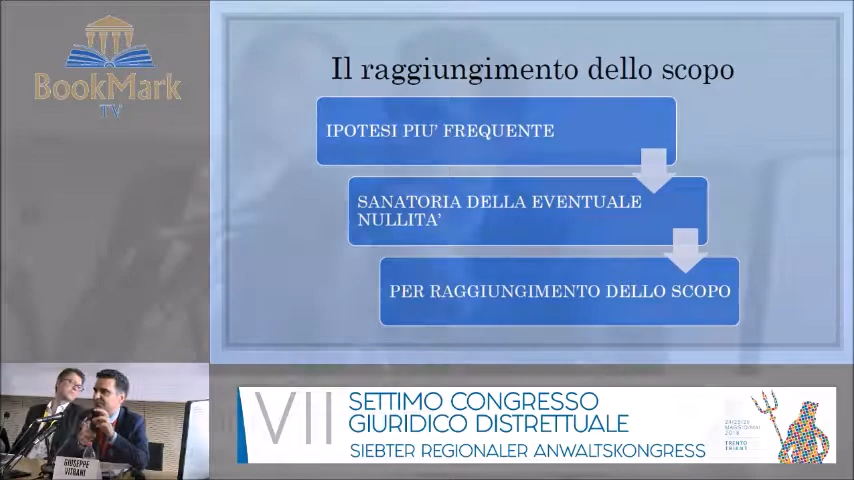 BookMark
TV
Il raggiungimento dello scopo
IPOTESI PIU' FREQUENTE
SANATORIA DELLA EVENTUALE
NULLITA'
PER RAGGIUNGIMENTO DELLO SCOPO
GIUSEPPE
VITRANI
VII
SETTIMO CONGRESSO
GIURIDICO DISTRETTUALE
SIEBTER REGIONALER ANWALTSKONGRESS
TRENTO
TRIENT